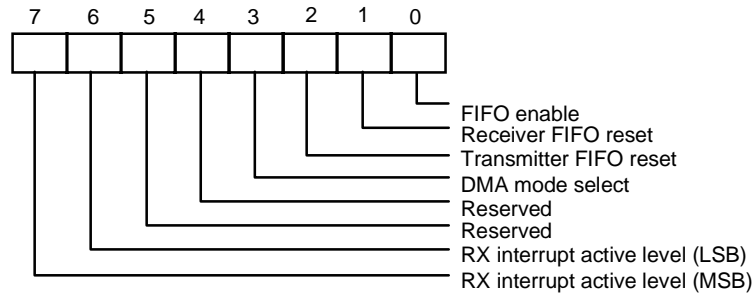 7 6 5 4 3 2 1 0
FIFO enable
Receiver FIFO reset
Transmitter FIFO reset
DMA mode select
Reserved
Reserved
RX interrupt active level (LSB)
RX interrupt active level (MSB)